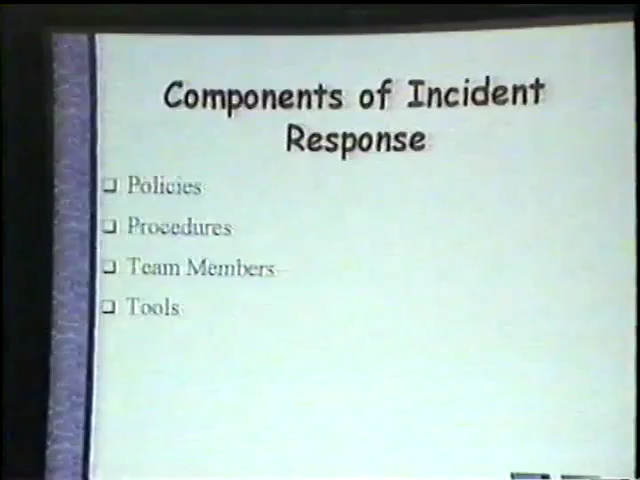 Components of Incident
Response
Policies
Procedures
Team Members
Tools